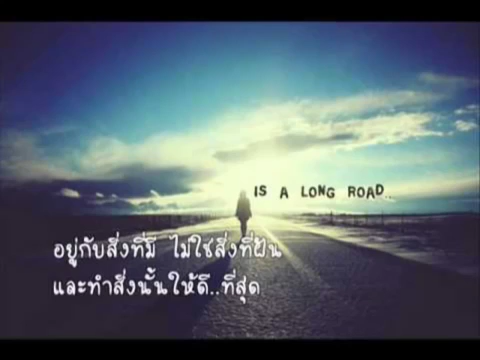 IS A LONG ROAD..
อยู่กับสิ่งที่มี ไม่ใช่สิ่งที่ฝัน
และทำสิ่งนั้นให้ดี..ที่สุด